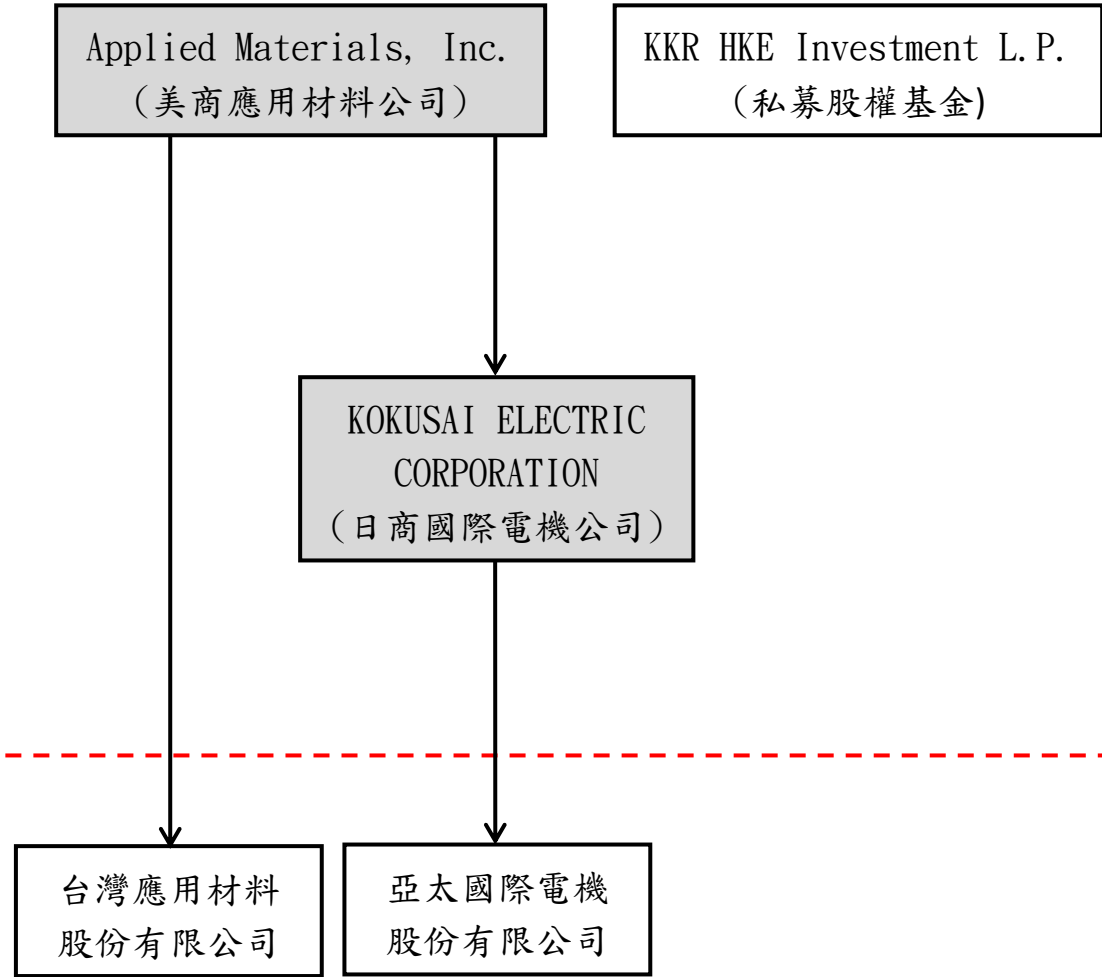 Applied Materials, Inc.
(美商應用材料公司)
KKR HKE Investment L.P.
(私募股權基金)
KOKUSAI ELECTRIC
CORPORATION
(日商國際電機公司)
台灣應用材料
股份有限公司
亞太國際電機
股份有限公司